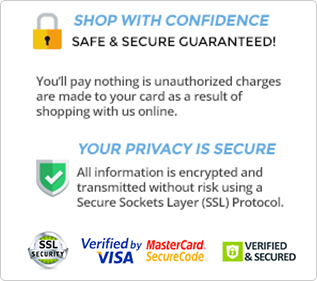 SHOP WITH CONFIDENCE
SAFE & SECURE GUARANTEED!
You'll pay nothing is unauthorized charges
are made to your card as a result of
shopping with us online.
YOUR PRIVACY IS SECURE
All information is encrypted and
transmitted without risk using a
Secure Sockets Layer (SSL) Protocol.
SSL
SECURITY
Verified by
VISA
MasterCard.
SecureCode.
VERIFIED
& SECURED